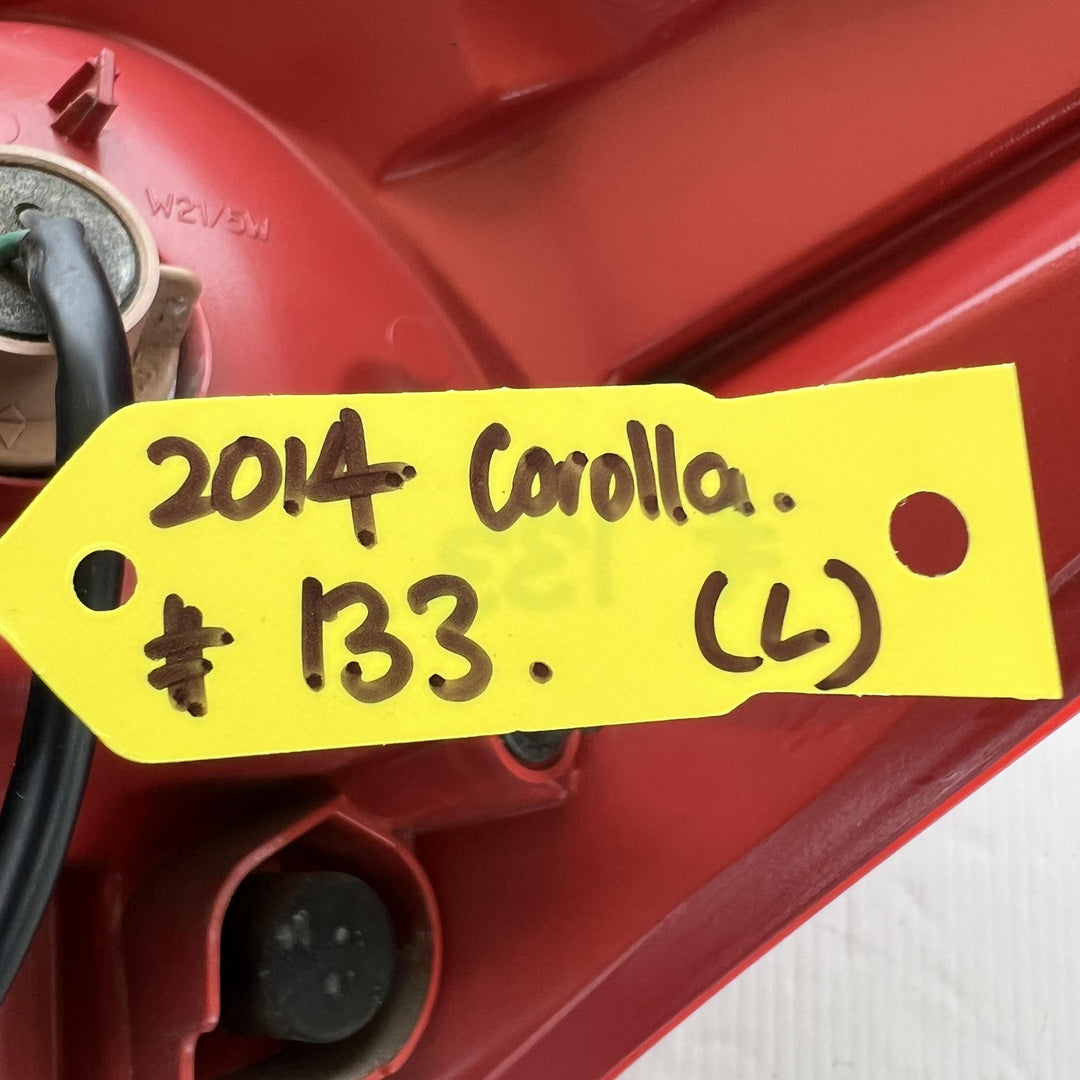 W21/5W
2014 Corolla.
# 133. (L)